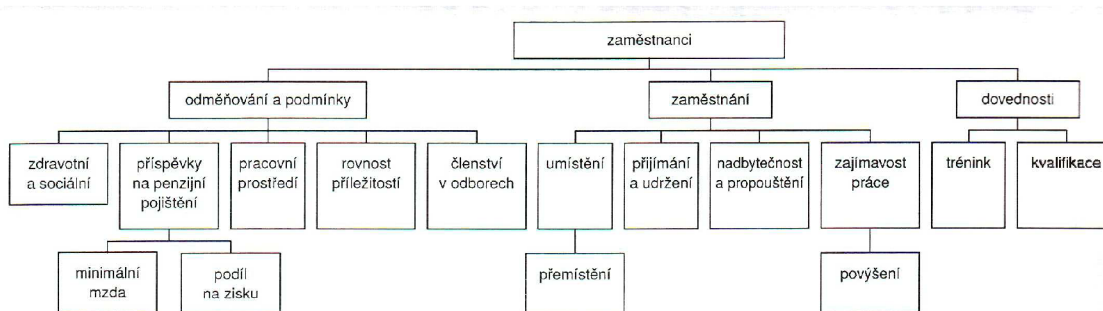 zaměstnanci
odměňování a podmínky
zaměstnání
dovednosti
zdravotní
a sociální
příspěvky
na penzijní
pojištění
pracovní
prostředí
rovnost
příležitostí
členství
v odborech
umístění
přijímání
a udržení
nadbytečnost
a propouštění
zajímavost
práce
trénink
kvalifikace
minimální
mzda
podíl
na zisku
přemístění
povýšení